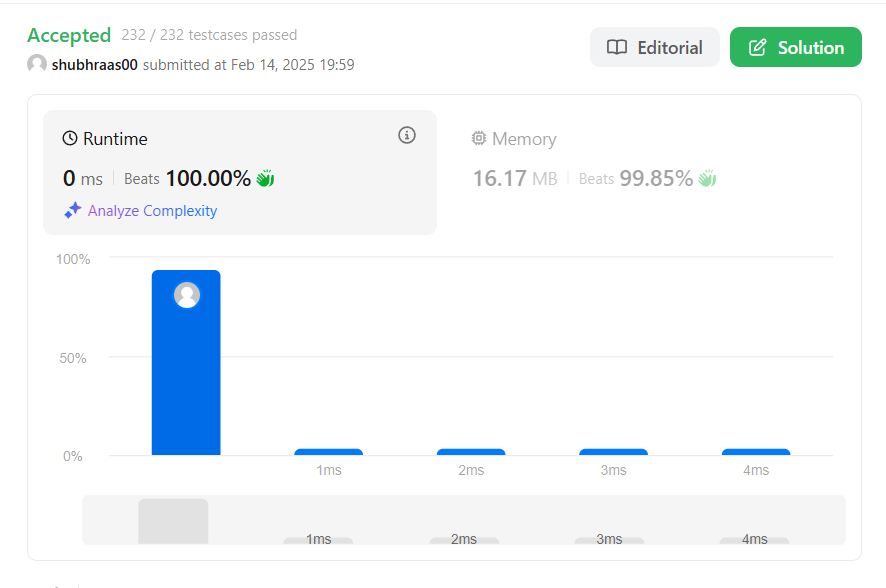 Accepted 232 / 232 testcases passed
shubhraas00 submitted at Feb 14, 2025 19:59
Editorial
Solution
Runtime
0 ms | Beats 100.00%
Analyze Complexity
Memory
16.17 MB | Beats 99.85%
100%
50%
0%
1ms 2ms 3ms 4ms
1ms 2ms 3ms 4ms